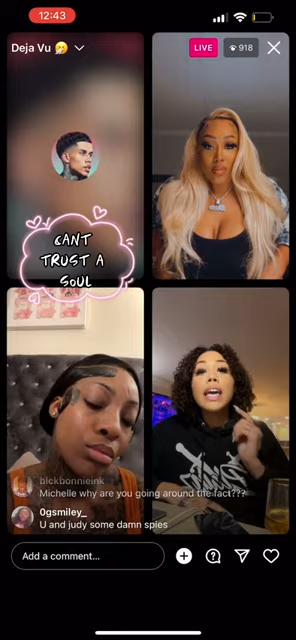 12:43
Deja Vu 🤧
LIVE
918
CANT
TRUST A
SOUL
blckbonnieink
Michelle why are you going around the fact???
0gsmiley_
U and judy some damn spies
Add a comment...